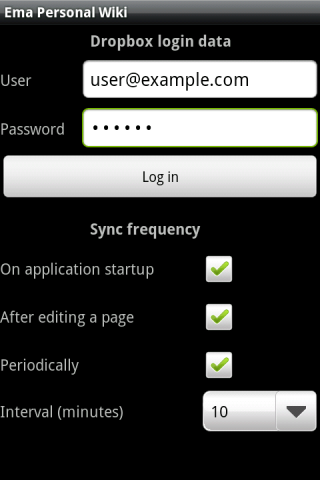 Ema Personal Wiki
Dropbox login data
User user@example.com
Password ••••••
Log in
Sync frequency
On application startup
After editing a page
Periodically
Interval (minutes) 10